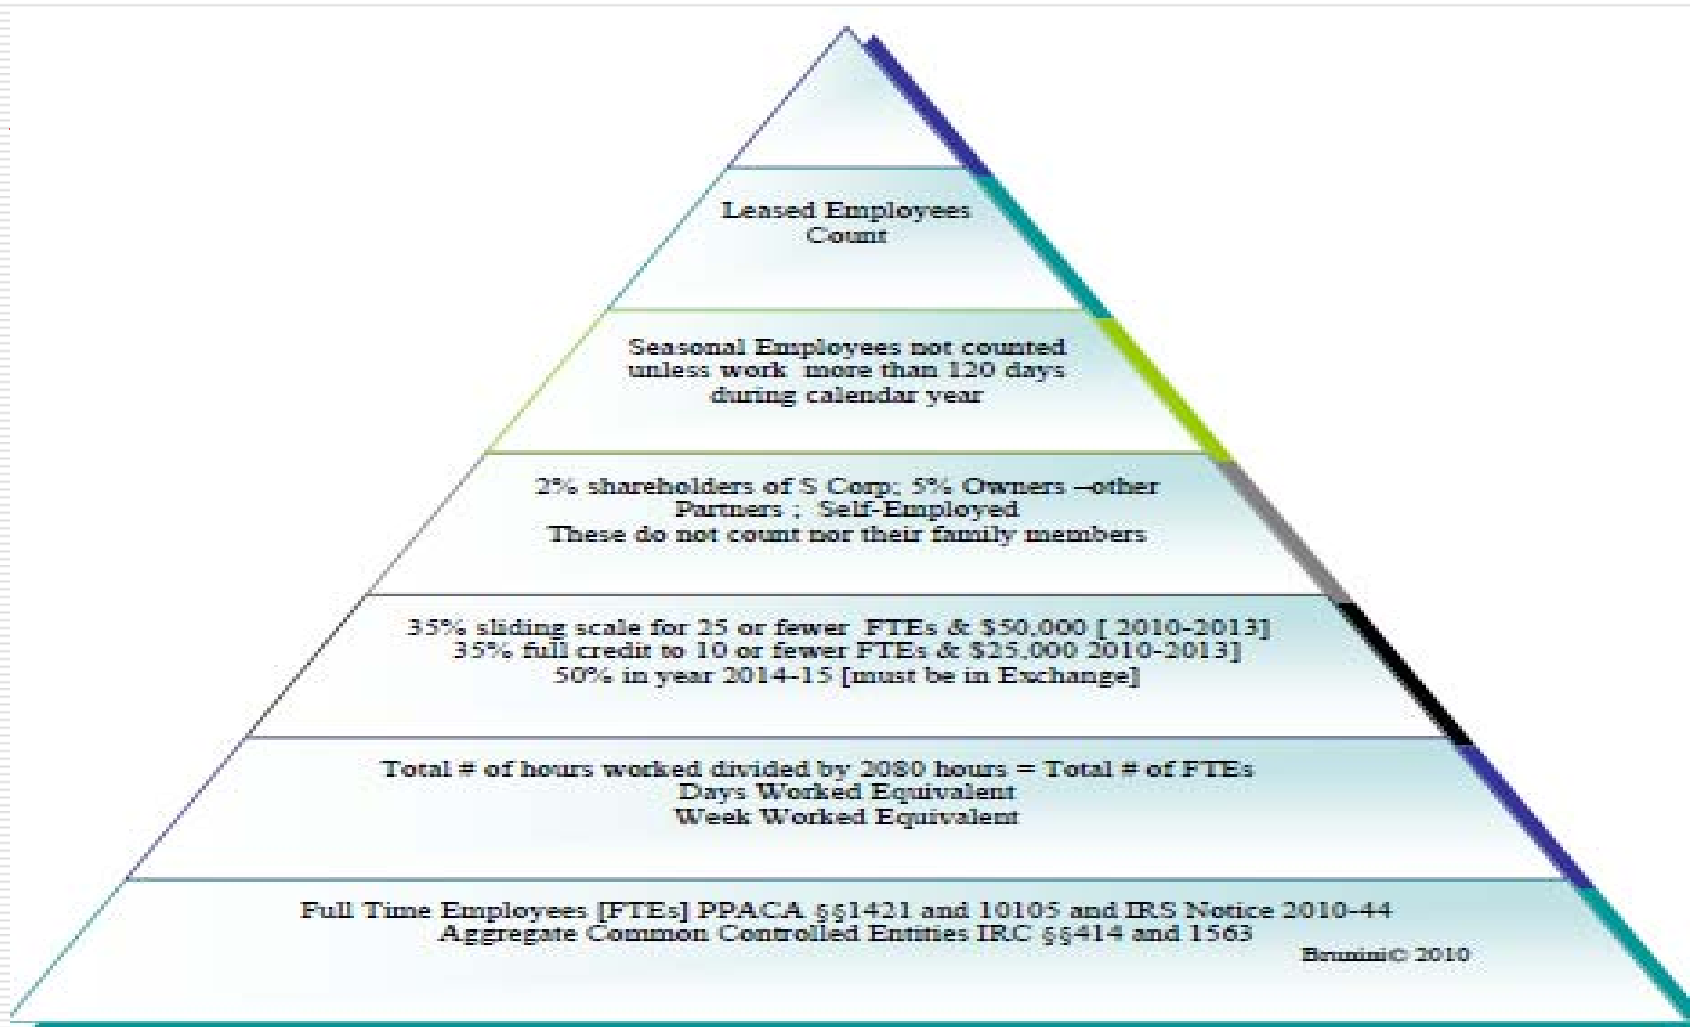 Leased Employees
Count
Seasonal Employees not counted
unless work more than 120 days
during calendar year
2% shareholders of S Corp; 5% Owners –other
Partners ; Self-Employed
These do not count nor their family members
35% sliding scale for 25 or fewer FTEs & $50,000 [ 2010-2013]
35% full credit to 10 or fewer FTEs & $25,000 2010-2013]
50% in year 2014-15 [must be in Exchange]
Total # of hours worked divided by 2080 hours = Total # of FTEs
Days Worked Equivalent
Week Worked Equivalent
Full Time Employees [FTEs] PPACA §§1421 and 10105 and IRS Notice 2010-44
Aggregate Common Controlled Entities IRC §§414 and 1563
Brunini© 2010